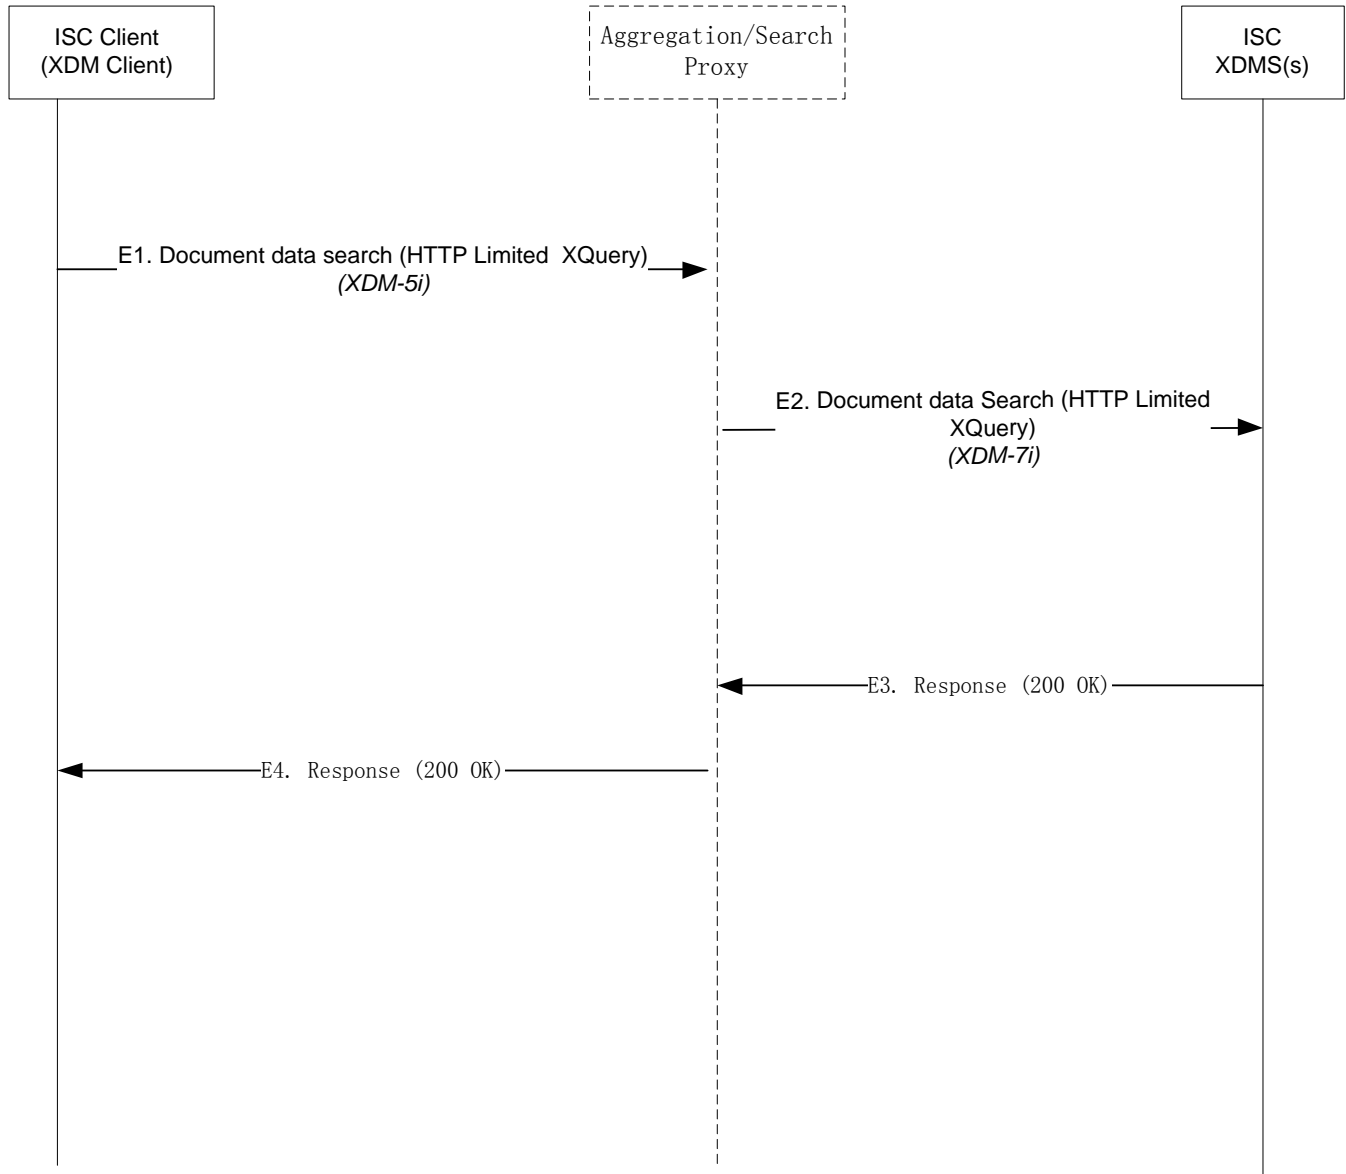 ISC Client
(XDM Client)
Aggregation/Search
Proxy
ISC
XDMS(s)
E1. Document data search (HTTP Limited  XQuery)
(XDM-5i)
E2. Document data Search (HTTP Limited
XQuery)
(XDM-7i)
E3. Response (200 OK)
E4. Response (200 OK)